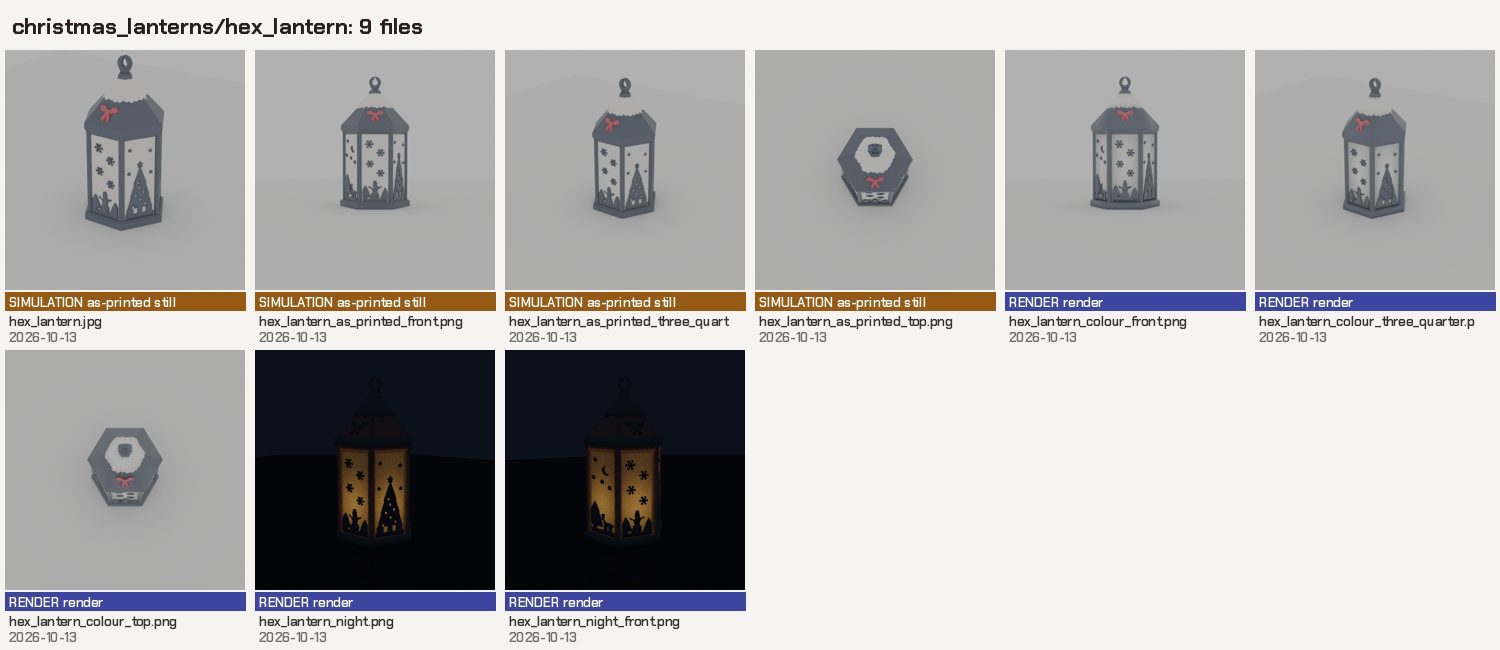 christmas_lanterns/hex_lantern: 9 files
SIMULATION as-printed still
SIMULATION as-printed still
SIMULATION as-printed still
SIMULATION as-printed still
RENDER render
RENDER render
hex_lantern.jpg
hex_lantern_as_printed_front.png
hex_lantern_as_printed_three_quart
hex_lantern_as_printed_top.png
hex_lantern_colour_front.png
hex_lantern_colour_three_quarter.p
2026-10-13
2026-10-13
2026-10-13
2026-10-13
2026-10-13
2026-10-13
RENDER render
RENDER render
RENDER render
hex_lantern_colour_top.png
hex_lantern_night.png
hex_lantern_night_front.png
2026-10-13
2026-10-13
2026-10-13